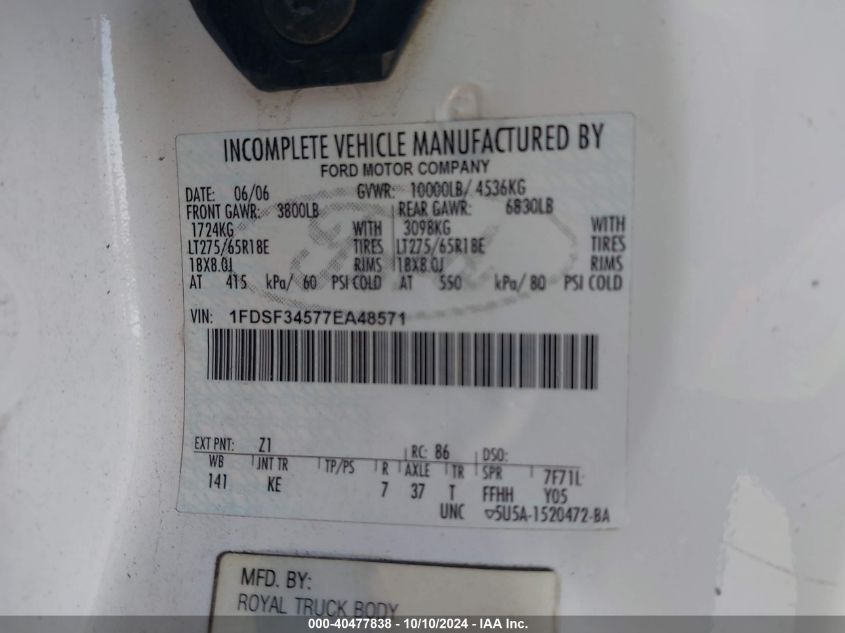 INCOMPLETE VEHICLE MANUFACTURED BY
FORD MOTOR COMPANY
DATE: 06/06 GVWR: 10000LB/ 4536KG
FRONT GAWR: 3800LB REAR GAWR: 6830LB
1724KG WITH 3098KG WITH
LT275/65R18E TIRES LT275/65R18E TIRES
18X8.0J RIMS 18X8.0J RIMS
AT 415 kPa/ 60 PSI COLD AT 550 kPa/ 80 PSI COLD
VIN: 1FDSF34577EA48571
EXT PNT: Z1 RC: 86 DSO:
WB INT TR TP/PS R AXLE TR SPR 7F71L
141 KE 7 37 T FFHH Y05
UNC ▽5U5A-1520472-BA
MFD. BY:
ROYAL TRUCK BODY
000-40477838 - 10/10/2024 - IAA Inc.